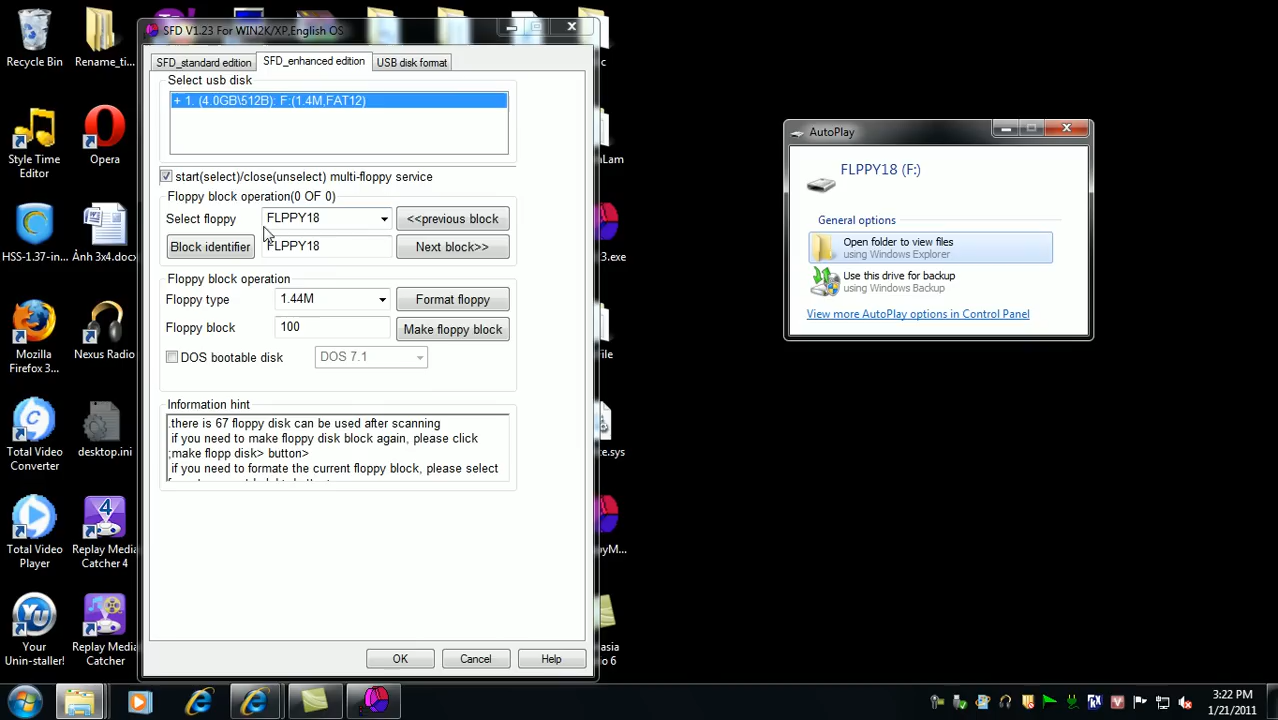 SFD V1.23 For WIN2K/XP,English OS
SFD_standard edition
SFD_enhanced edition
USB disk format
Select usb disk
+ 1. (4.0GB\512B): F:(1.4M,FAT12)
start(select)/close(unselect) multi-floppy service
Floppy block operation(0 OF 0)
Select floppy
FLPPY18
<<previous block
Block identifier
FLPPY18
Next block>>
Floppy block operation
Floppy type
1.44M
Format floppy
Floppy block
100
Make floppy block
DOS bootable disk
DOS 7.1
Information hint
.there is 67 floppy disk can be used after scanning
if you need to make floppy disk block again, please click
;make flopp disk> button>
if you need to formate the current floppy block, please select
OK
Cancel
Help
AutoPlay
FLPPY18 (F:)
General options
Open folder to view files
using Windows Explorer
Use this drive for backup
using Windows Backup
View more AutoPlay options in Control Panel
Recycle Bin
Rename_ti...
Style Time
Editor
Opera
HSS-1.37-in...
Ảnh 3x4.docx
Mozilla
Firefox 3...
Nexus Radio
Total Video
Converter
desktop.ini
Total Video
Player
4
Replay Media
Catcher 4
Your
Unin-staller!
Replay Media
Catcher
3:22 PM
1/21/2011